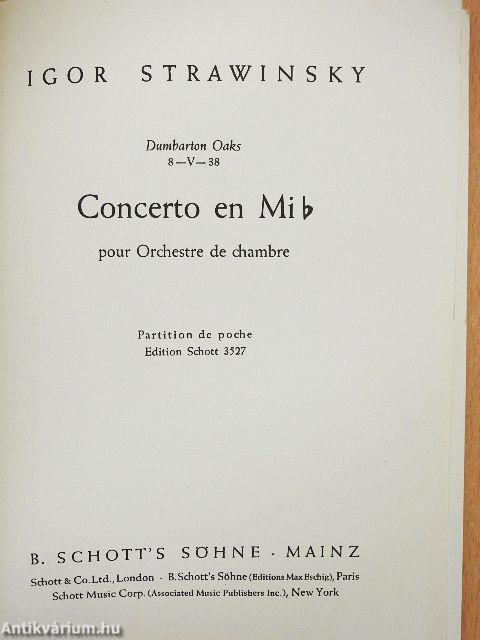 IGOR STRAWINSKY
Dumbarton Oaks
8—V—38
Concerto en Mi♭
pour Orchestre de chambre
Partition de poche
Edition Schott 3527
B. SCHOTT'S SÖHNE · MAINZ
Schott & Co. Ltd., London · B. Schott's Söhne (Editions Max Eschig), Paris
Schott Music Corp. (Associated Music Publishers Inc.), New York
Antikvárium.hu